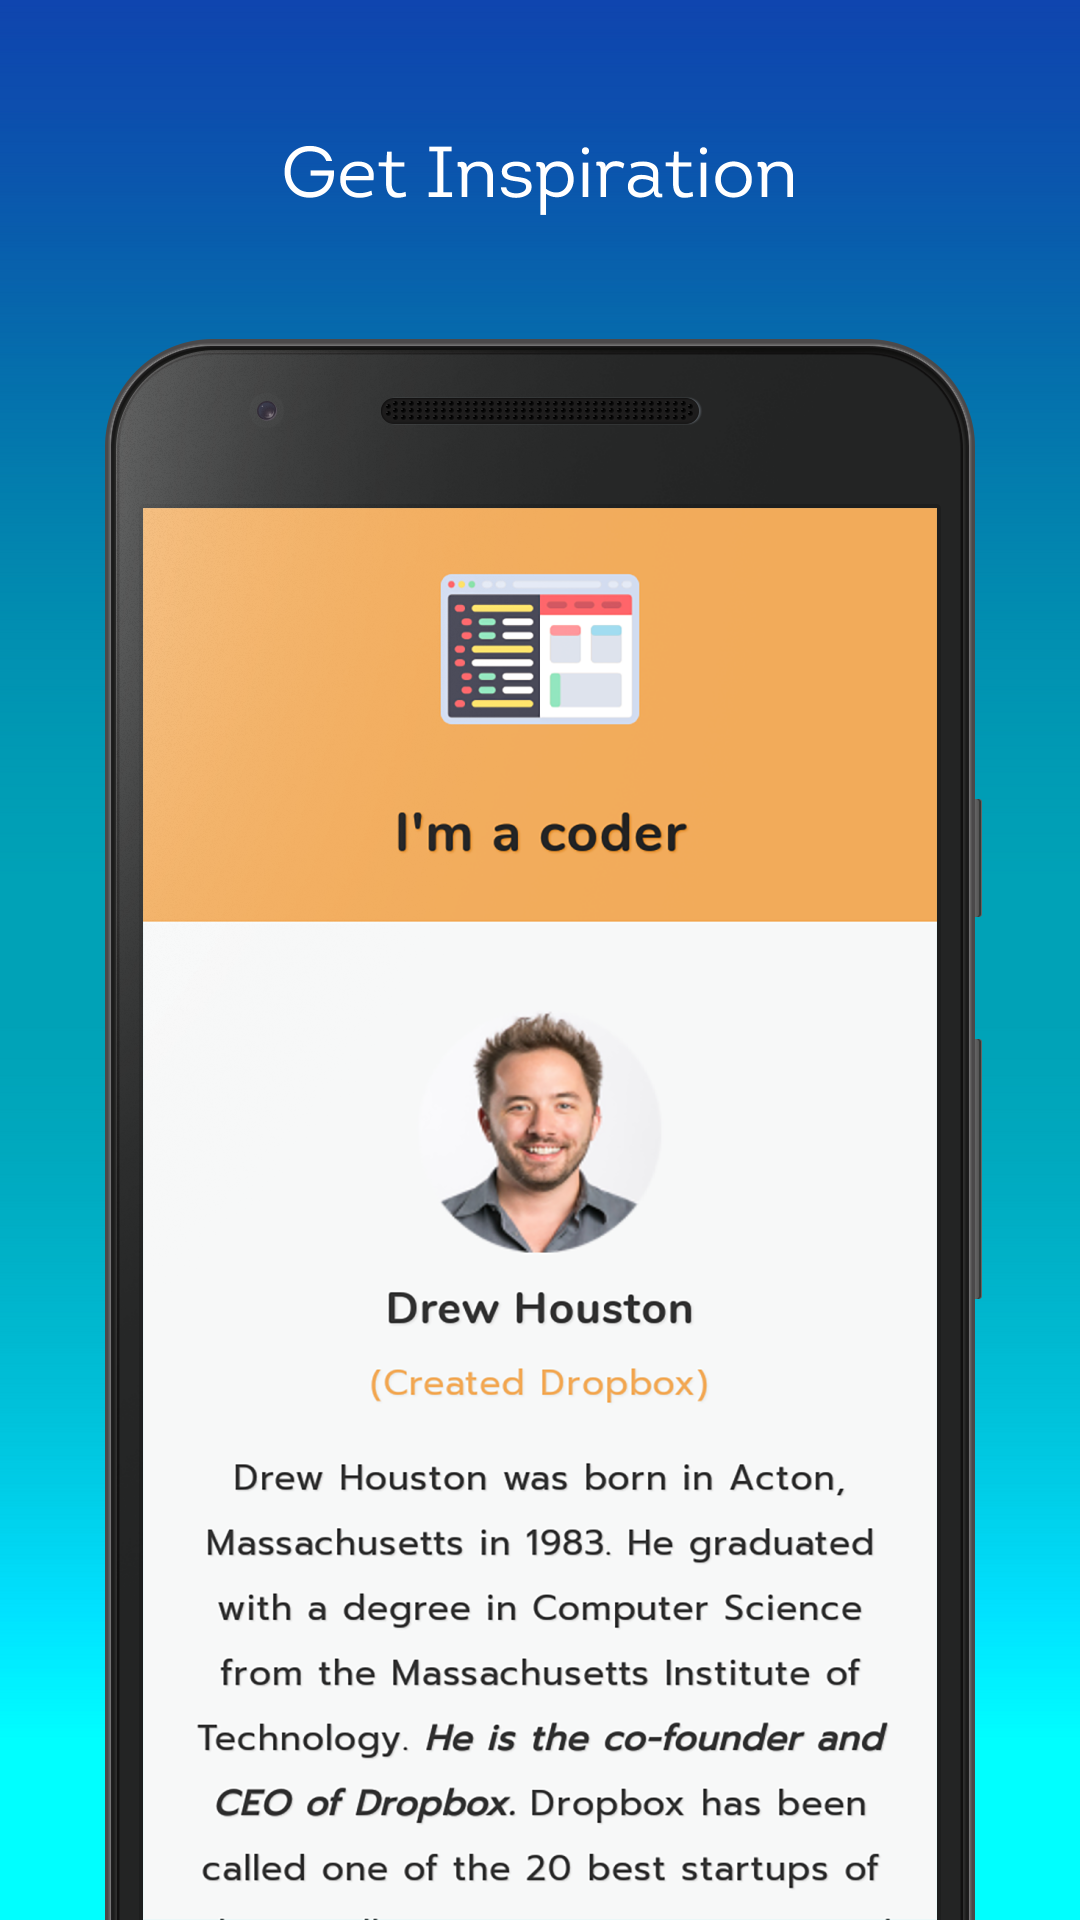 Get Inspiration
I'm a coder
Drew Houston
(Created Dropbox)
Drew Houston was born in Acton,
Massachusetts in 1983. He graduated
with a degree in Computer Science
from the Massachusetts Institute of
Technology. He is the co-founder and
CEO of Dropbox. Dropbox has been
called one of the 20 best startups of